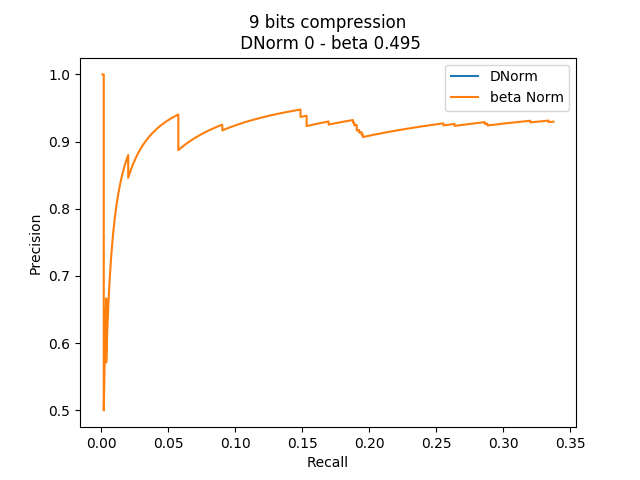 9 bits compression
DNorm 0 - beta 0.495
DNorm
beta Norm
1.0
0.9
0.8
0.7
0.6
0.5
Precision
0.00 0.05 0.10 0.15 0.20 0.25 0.30 0.35
Recall